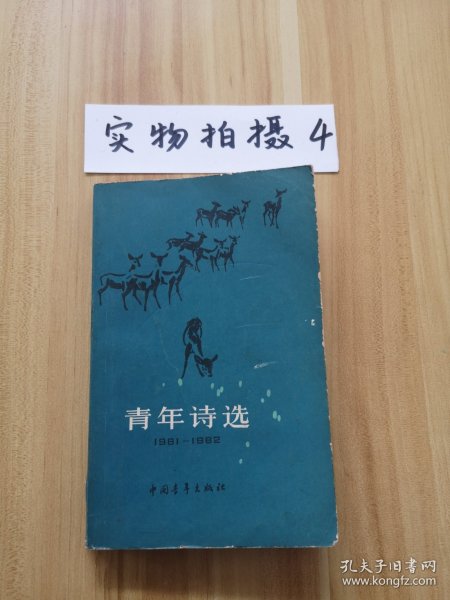 实物拍摄 4
青年诗选
1981-1982
中国青年出版社
孔夫子旧书网
www.kongfz.com